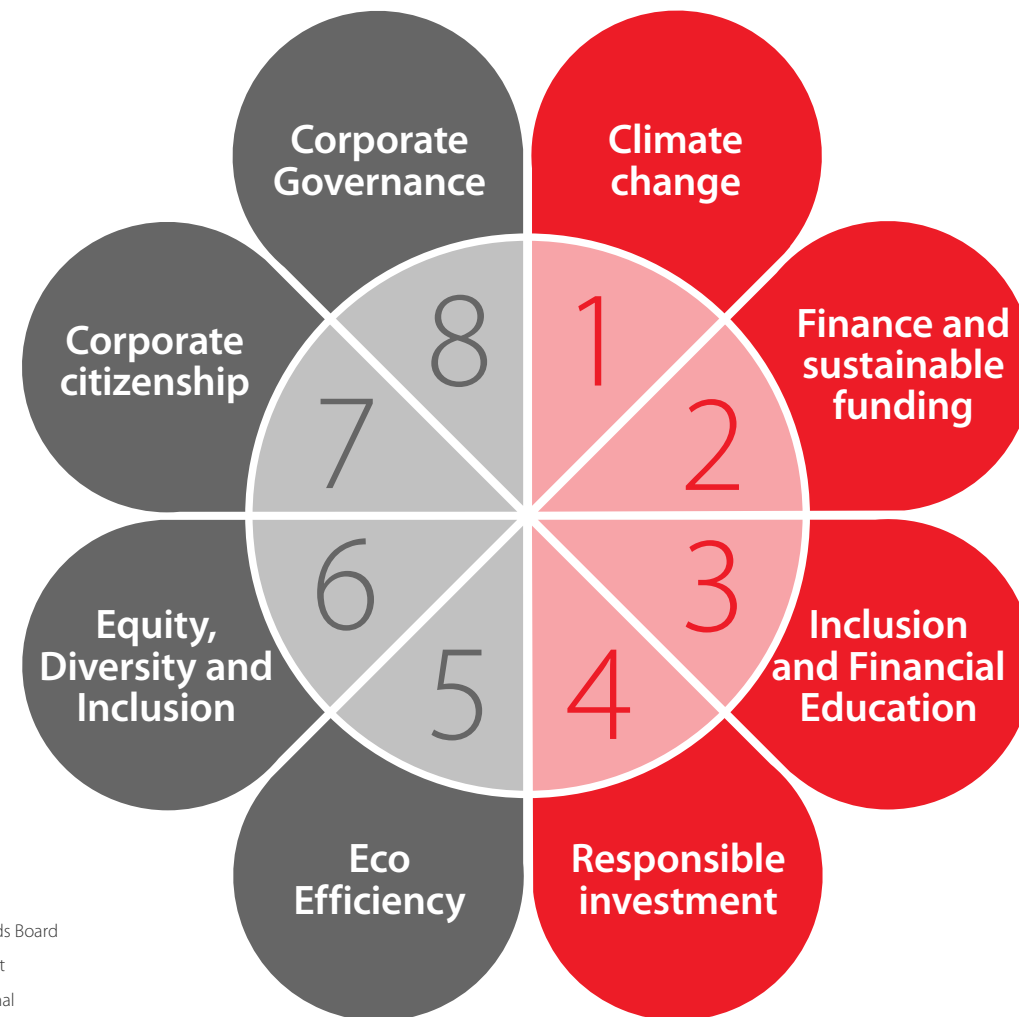 Corporate
Governance
Climate
change
Corporate
citizenship
Finance and
sustainable
funding
8
1
7
2
6
3
5
4
Equity,
Diversity and
Inclusion
Inclusion
and Financial
Education
Eco
Efficiency
Responsible
investment
ds Board
t
nal